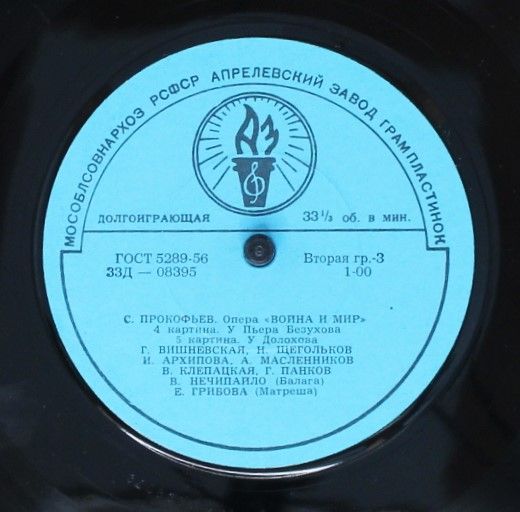 МОСОБЛСОВНАРХОЗ РСФСР АПРЕЛЕВСКИЙ ЗАВОД ГРАМПЛАСТИНОК
АЗ
ДОЛГОИГРАЮЩАЯ 33⅓ об. в мин.
ГОСТ 5289-56 Вторая гр.-3
33Д — 08395 1-00
С. ПРОКОФЬЕВ. Опера «ВОЙНА И МИР»
4 картина. У Пьера Безухова
5 картина. У Долохова
Г. ВИШНЕВСКАЯ, Н. ЩЕГОЛЬКОВ
И. АРХИПОВА, А. МАСЛЕННИКОВ
В. КЛЕПАЦКАЯ, Г. ПАНКОВ
В. НЕЧИПАЙЛО (Балага)
Е. ГРИБОВА (Матреша)